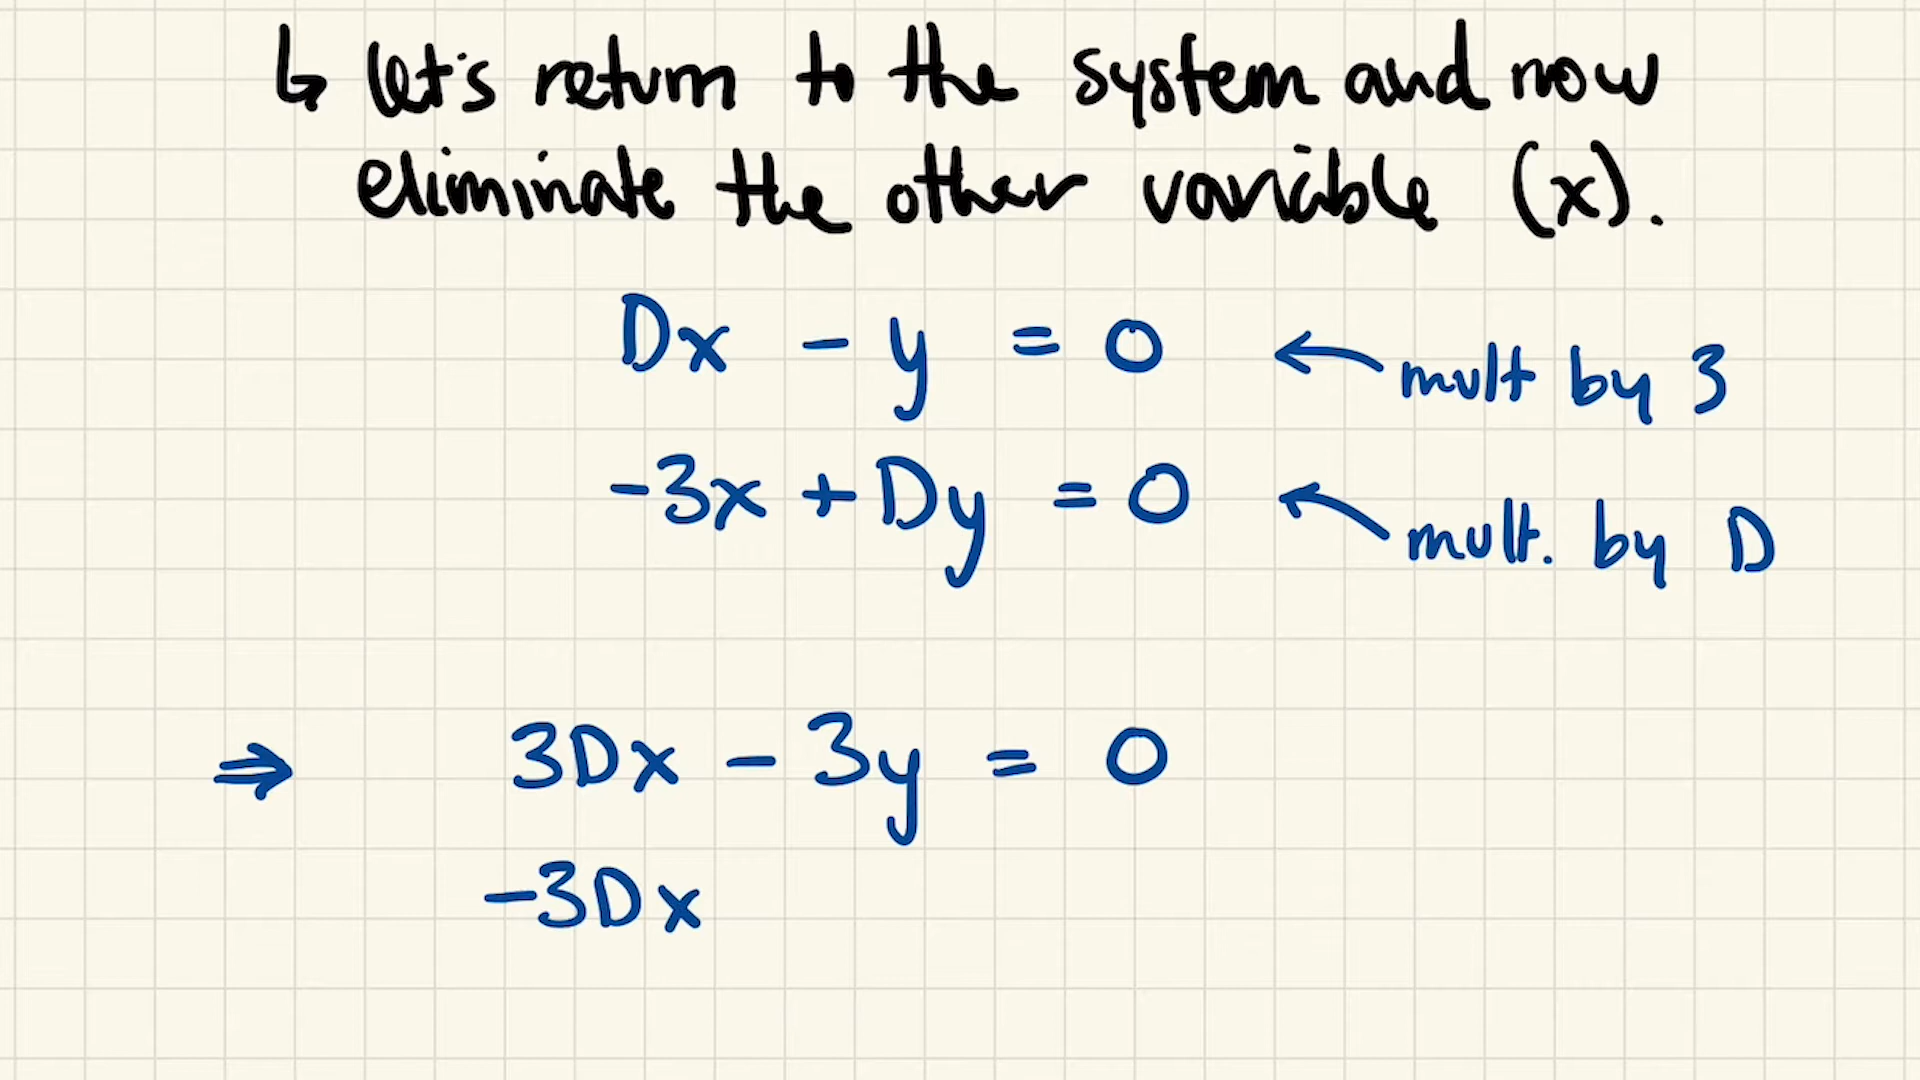 ↳ let's return to the system and now
eliminate the other variable (x).
Dx - y = 0 ← mult by 3
-3x + Dy = 0 ← mult. by D
⇒ 3Dx - 3y = 0
-3Dx